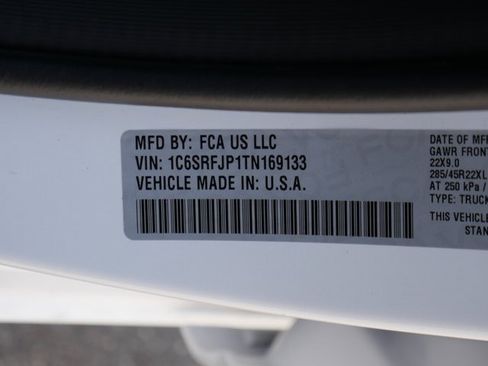 MFD BY: FCA US LLC
VIN: 1C6SRFJP1TN169133
VEHICLE MADE IN: U.S.A.
DATE OF MFR
GAWR FRONT
22X9.0
285/45R22XL
AT 250 kPa /
TYPE: TRUCK
THIS VEHICLE
STAN